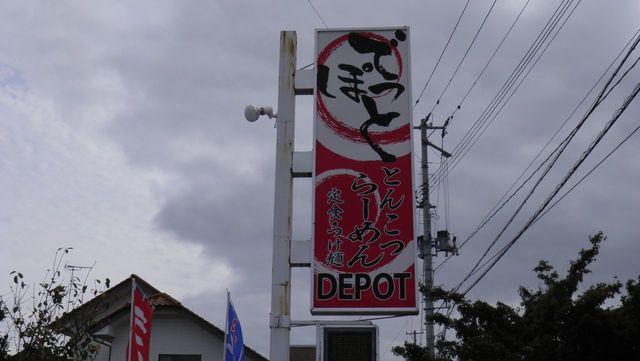 でっと
ぽ
とんこつ
らーめん
定食・つけ麺
DEPOT